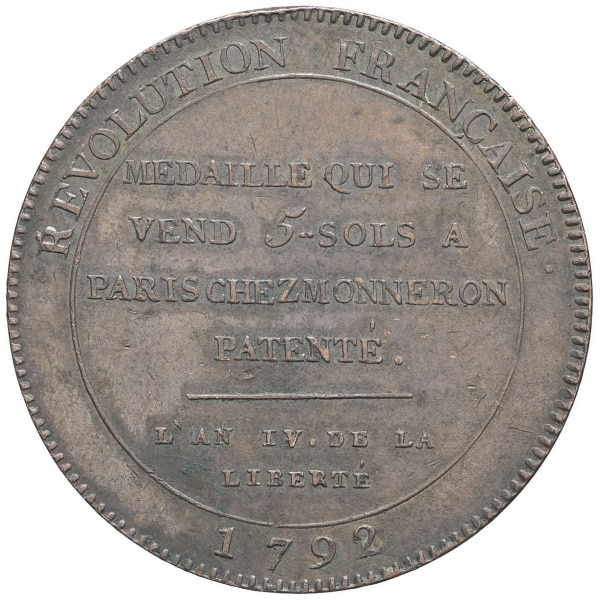 REVOLUTION FRANÇAISE.
MEDAILLE QUI SE
VEND 5-SOLS A
PARIS CHEZ MONNERON
PATENTÉ.
L'AN IV. DE LA
LIBERTÉ
1792